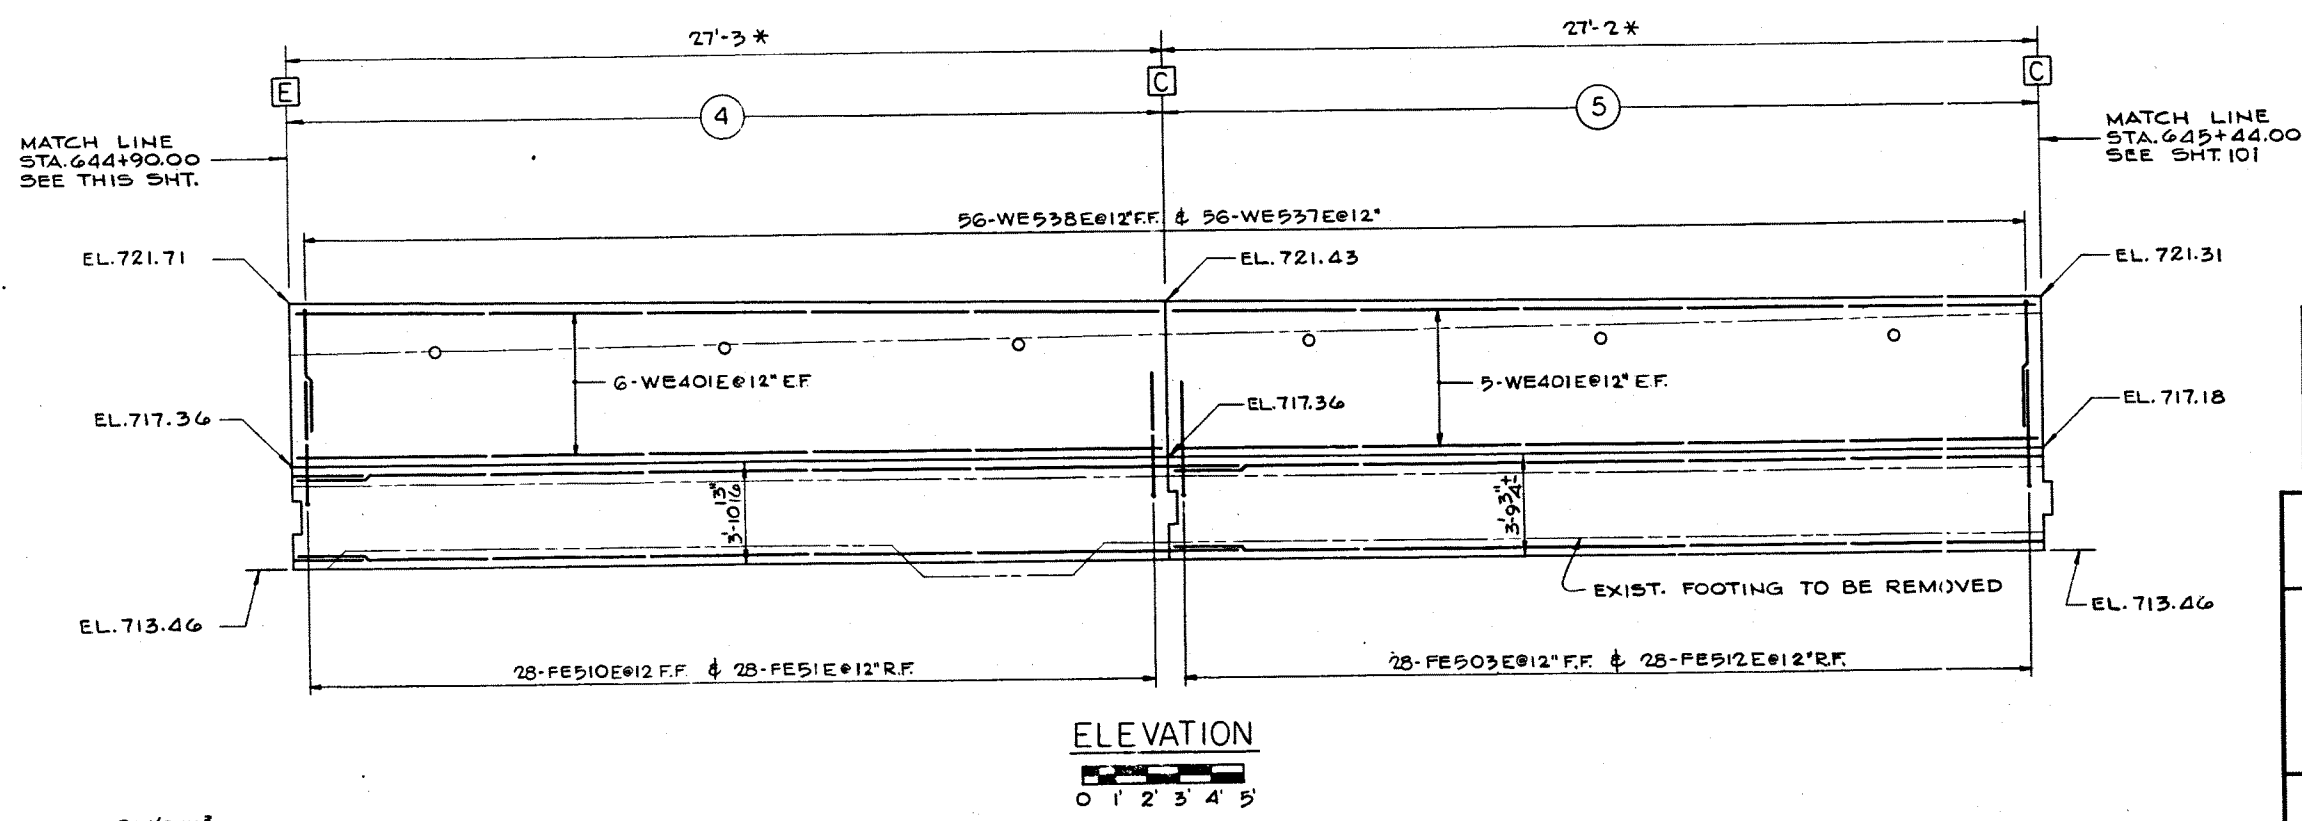 27'-3 *
27'-2 *
E
C
C
4
5
MATCH LINE
STA. 644+90.00
SEE THIS SHT.
MATCH LINE
STA. 645+44.00
SEE SHT. 101
56-WE538E@12" F.F. & 56-WE537E@12"
EL. 721.71
EL. 721.43
EL. 721.31
6-WE401E@12" E.F.
5-WE401E@12" E.F.
EL. 717.36
EL. 717.36
EL. 717.18
3'-10 13/16"
3'-9 3/4"±
EXIST. FOOTING TO BE REMOVED
EL. 713.46
EL. 713.46
28-FE510E@12 F.F. & 28-FE51E@12" R.F.
28-FE503E@12" F.F. & 28-FE512E@12" R.F.
ELEVATION
0 1' 2' 3' 4' 5'